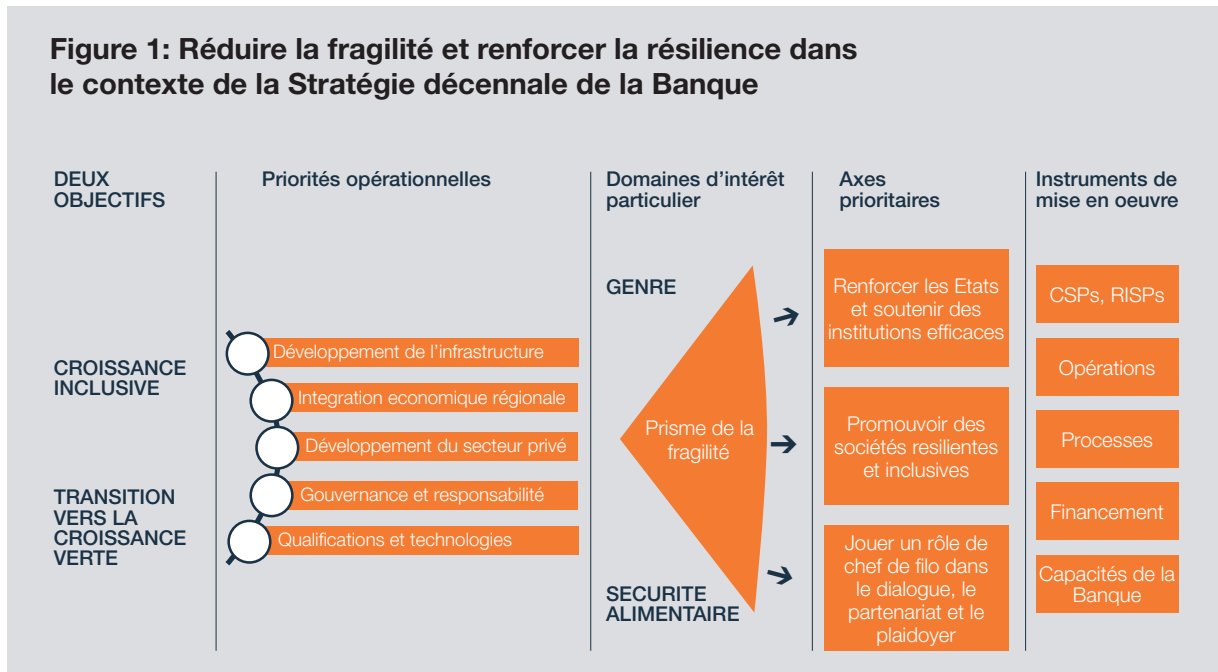 Figure 1: Réduire la fragilité et renforcer la résilience dans
le contexte de la Stratégie décennale de la Banque
DEUX
OBJECTIFS
CROISSANCE
INCLUSIVE
TRANSITION
VERS LA
CROISSANCE
VERTE
Priorités opérationnelles
Développement de l'infrastructure
Integration economique régionale
Développement du secteur privé
Gouvernance et responsabilité
Qualifications et technologies
Domaines d'intérêt
particulier
GENRE
Prisme de la
fragilité
SECURITE
ALIMENTAIRE
Axes
prioritaires
Renforcer les Etats
et soutenir des
institutions efficaces
Promouvoir des
sociétés resilientes
et inclusives
Jouer un rôle de
chef de filo dans
le dialogue, le
partenariat et le
plaidoyer
Instruments de
mise en oeuvre
CSPs, RISPs
Opérations
Processes
Financement
Capacités de la
Banque